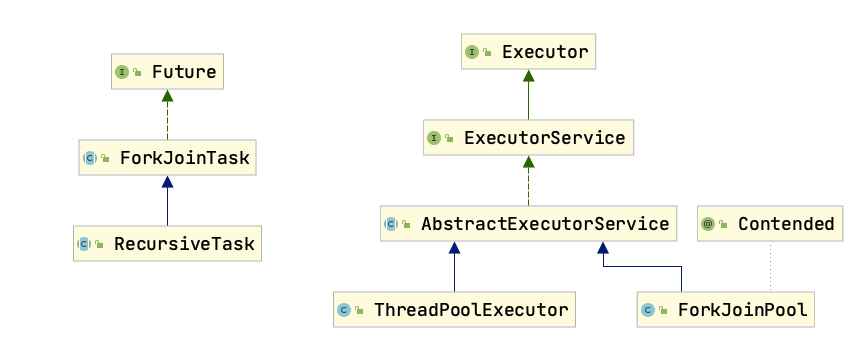 Future
ForkJoinTask
RecursiveTask
Executor
ExecutorService
AbstractExecutorService
Contended
ThreadPoolExecutor
ForkJoinPool